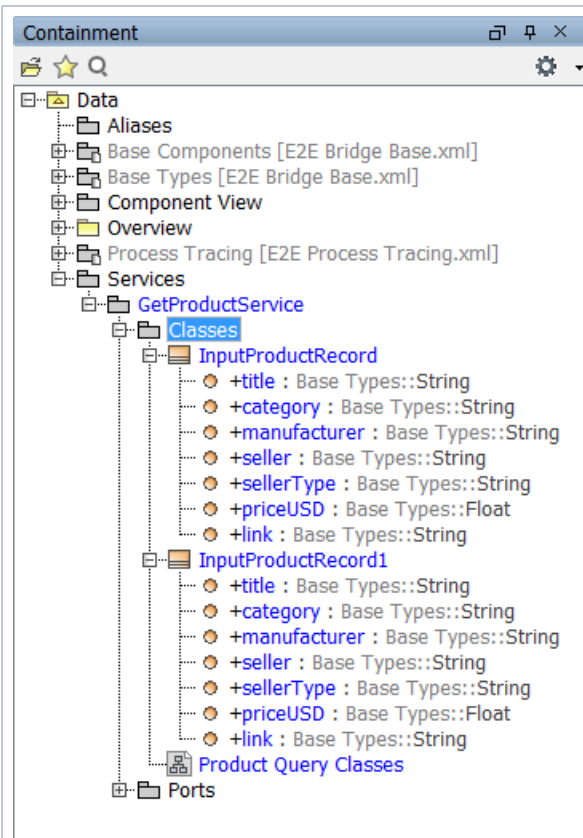 Containment
Data
Aliases
Base Components [E2E Bridge Base.xml]
Base Types [E2E Bridge Base.xml]
Component View
Overview
Process Tracing [E2E Process Tracing.xml]
Services
GetProductService
Classes
InputProductRecord
+title : Base Types::String
+category : Base Types::String
+manufacturer : Base Types::String
+seller : Base Types::String
+sellerType : Base Types::String
+priceUSD : Base Types::Float
+link : Base Types::String
InputProductRecord1
+title : Base Types::String
+category : Base Types::String
+manufacturer : Base Types::String
+seller : Base Types::String
+sellerType : Base Types::String
+priceUSD : Base Types::Float
+link : Base Types::String
Product Query Classes
Ports